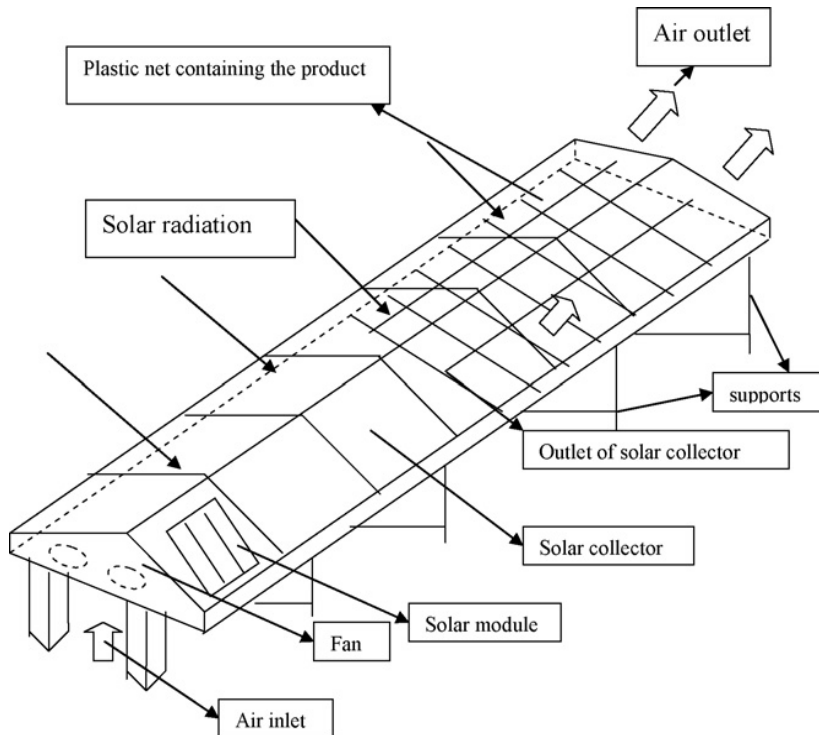 Air outlet
Plastic net containing the product
Solar radiation
supports
Outlet of solar collector
Solar collector
Solar module
Fan
Air inlet